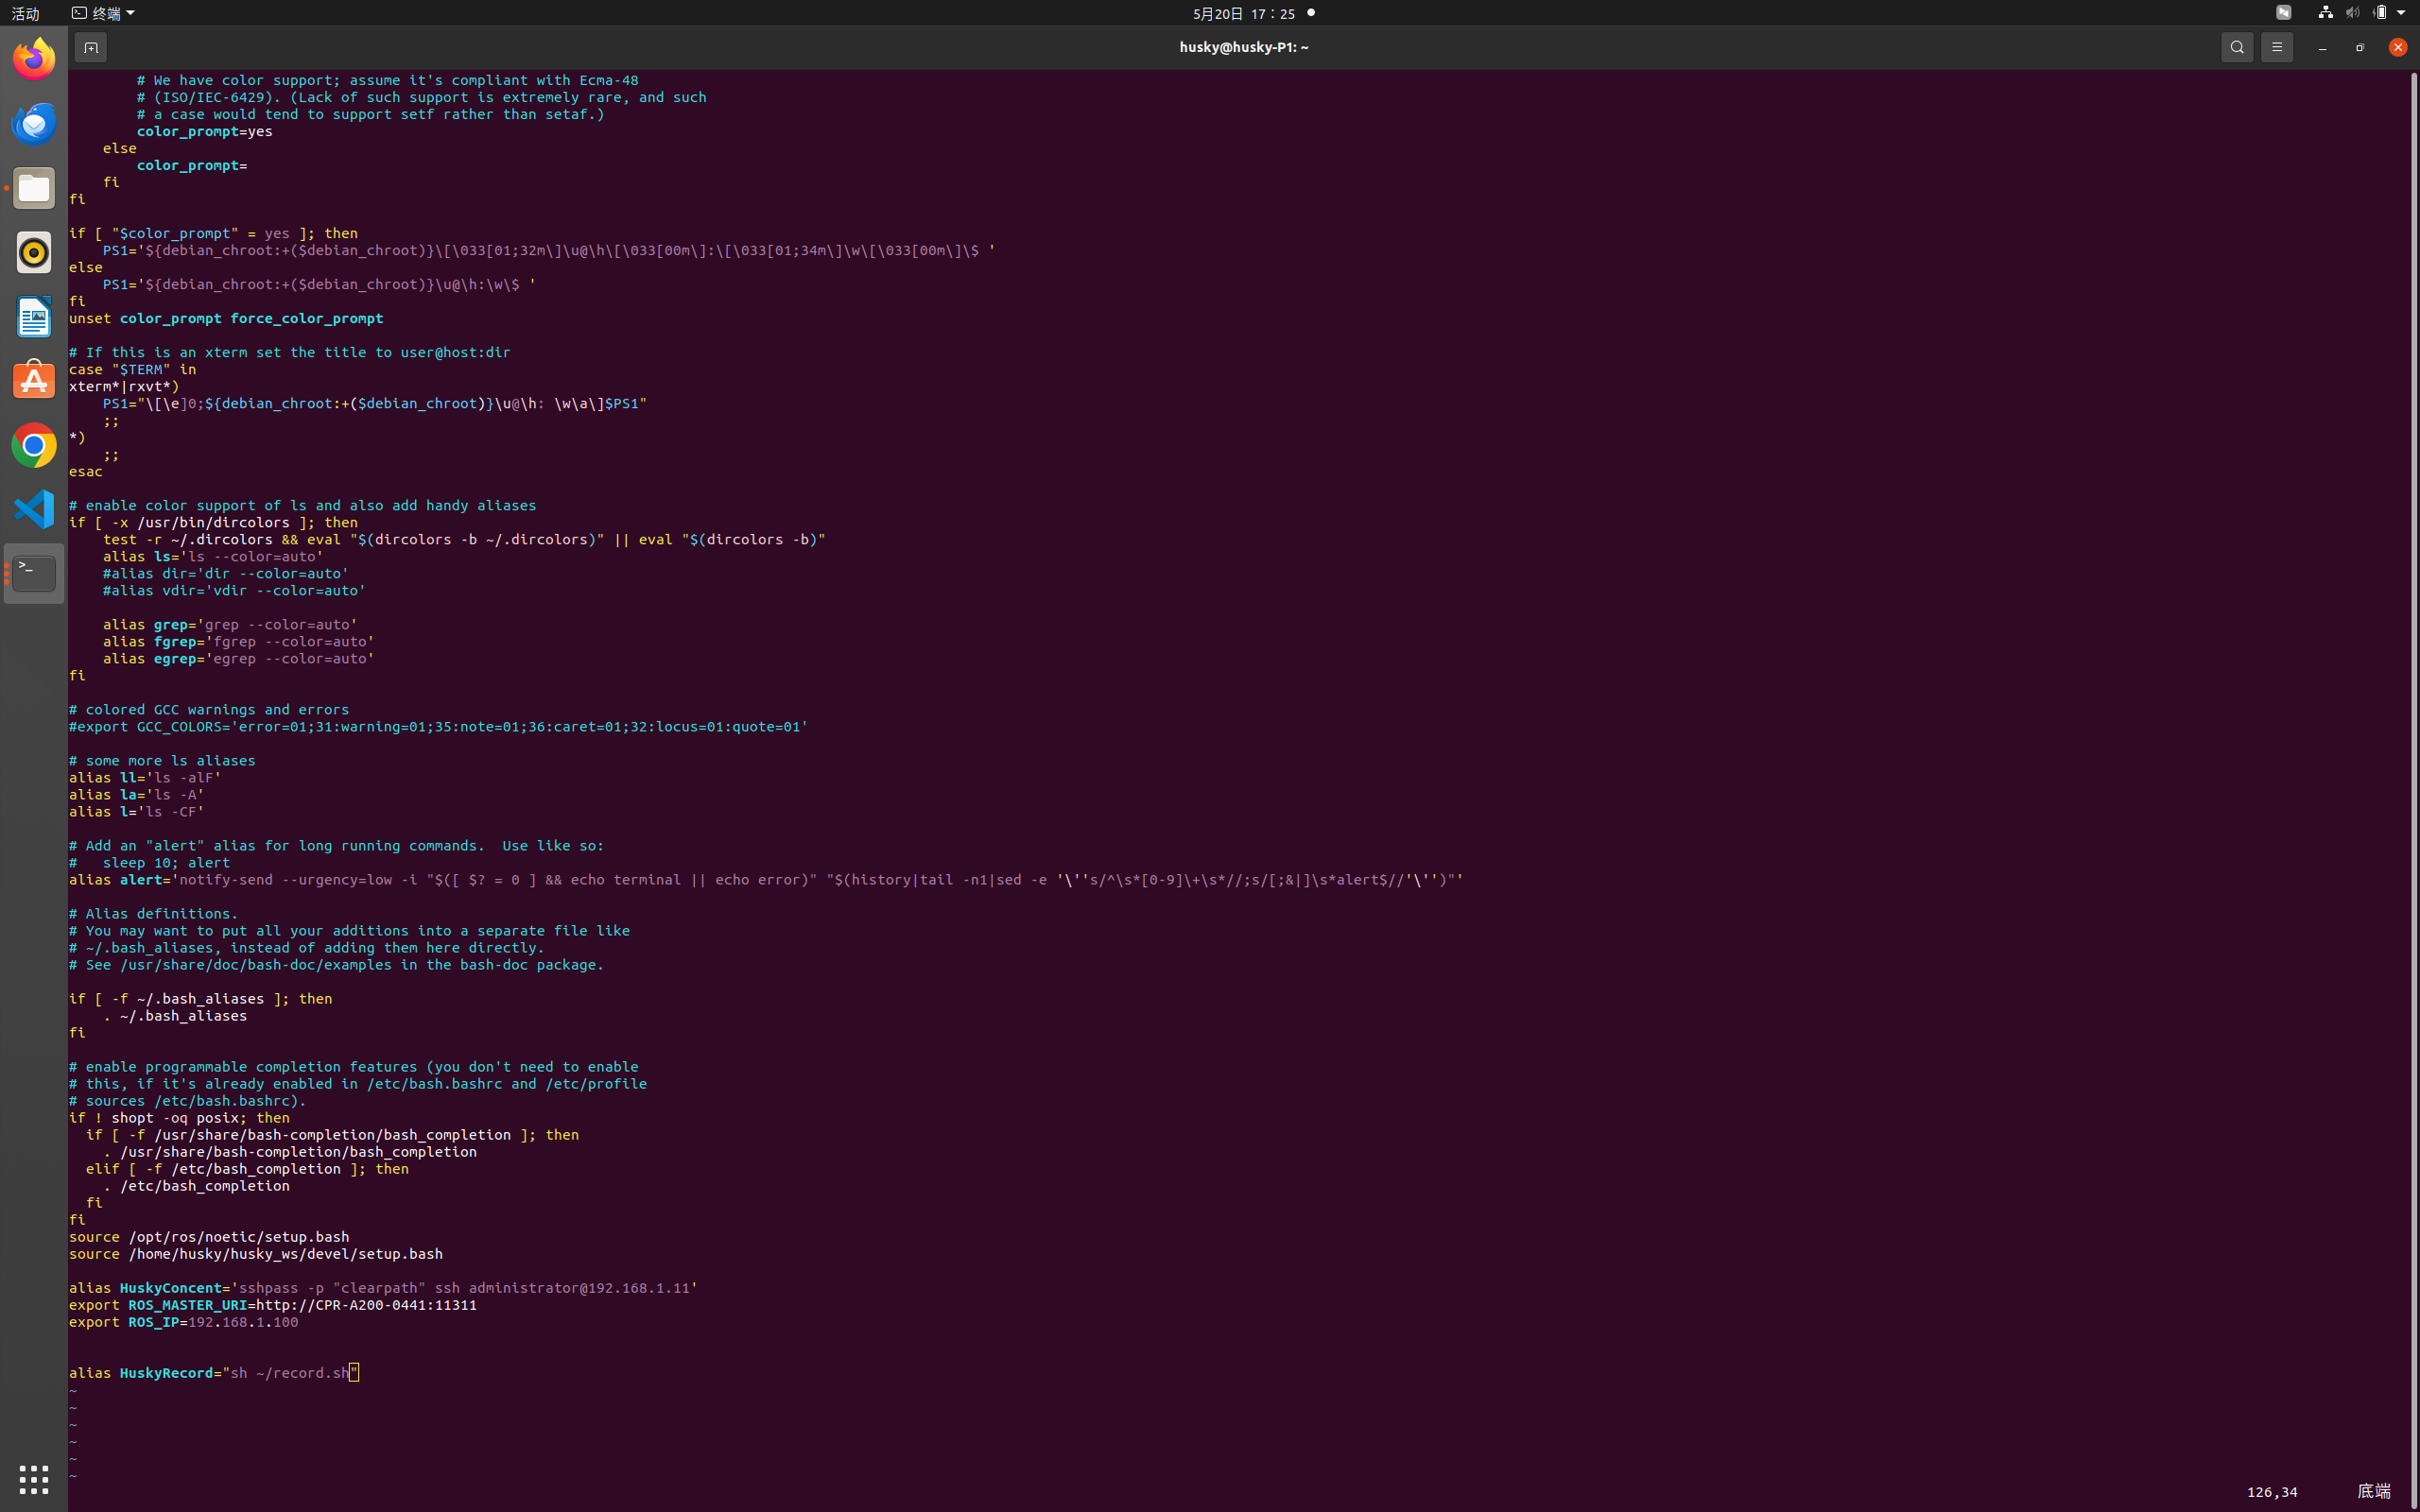 活动 终端 5月20日 17：25
husky@husky-P1: ~
        # We have color support; assume it's compliant with Ecma-48
        # (ISO/IEC-6429). (Lack of such support is extremely rare, and such
        # a case would tend to support setf rather than setaf.)
        color_prompt=yes
    else
        color_prompt=
    fi
fi

if [ "$color_prompt" = yes ]; then
    PS1='${debian_chroot:+($debian_chroot)}\[\033[01;32m\]\u@\h\[\033[00m\]:\[\033[01;34m\]\w\[\033[00m\]\$ '
else
    PS1='${debian_chroot:+($debian_chroot)}\u@\h:\w\$ '
fi
unset color_prompt force_color_prompt

# If this is an xterm set the title to user@host:dir
case "$TERM" in
xterm*|rxvt*)
    PS1="\[\e]0;${debian_chroot:+($debian_chroot)}\u@\h: \w\a\]$PS1"
    ;;
*)
    ;;
esac

# enable color support of ls and also add handy aliases
if [ -x /usr/bin/dircolors ]; then
    test -r ~/.dircolors && eval "$(dircolors -b ~/.dircolors)" || eval "$(dircolors -b)"
    alias ls='ls --color=auto'
    #alias dir='dir --color=auto'
    #alias vdir='vdir --color=auto'

    alias grep='grep --color=auto'
    alias fgrep='fgrep --color=auto'
    alias egrep='egrep --color=auto'
fi

# colored GCC warnings and errors
#export GCC_COLORS='error=01;31:warning=01;35:note=01;36:caret=01;32:locus=01:quote=01'

# some more ls aliases
alias ll='ls -alF'
alias la='ls -A'
alias l='ls -CF'

# Add an "alert" alias for long running commands.  Use like so:
#   sleep 10; alert
alias alert='notify-send --urgency=low -i "$([ $? = 0 ] && echo terminal || echo error)" "$(history|tail -n1|sed -e '\''s/^\s*[0-9]\+\s*//;s/[;&|]\s*alert$//'\'')"'

# Alias definitions.
# You may want to put all your additions into a separate file like
# ~/.bash_aliases, instead of adding them here directly.
# See /usr/share/doc/bash-doc/examples in the bash-doc package.

if [ -f ~/.bash_aliases ]; then
    . ~/.bash_aliases
fi

# enable programmable completion features (you don't need to enable
# this, if it's already enabled in /etc/bash.bashrc and /etc/profile
# sources /etc/bash.bashrc).
if ! shopt -oq posix; then
  if [ -f /usr/share/bash-completion/bash_completion ]; then
    . /usr/share/bash-completion/bash_completion
  elif [ -f /etc/bash_completion ]; then
    . /etc/bash_completion
  fi
fi
source /opt/ros/noetic/setup.bash
source /home/husky/husky_ws/devel/setup.bash

alias HuskyConcent='sshpass -p "clearpath" ssh administrator@192.168.1.11'
export ROS_MASTER_URI=http://CPR-A200-0441:11311
export ROS_IP=192.168.1.100


alias HuskyRecord="sh ~/record.sh"
~
~
~
~
~
~
126,34 底端